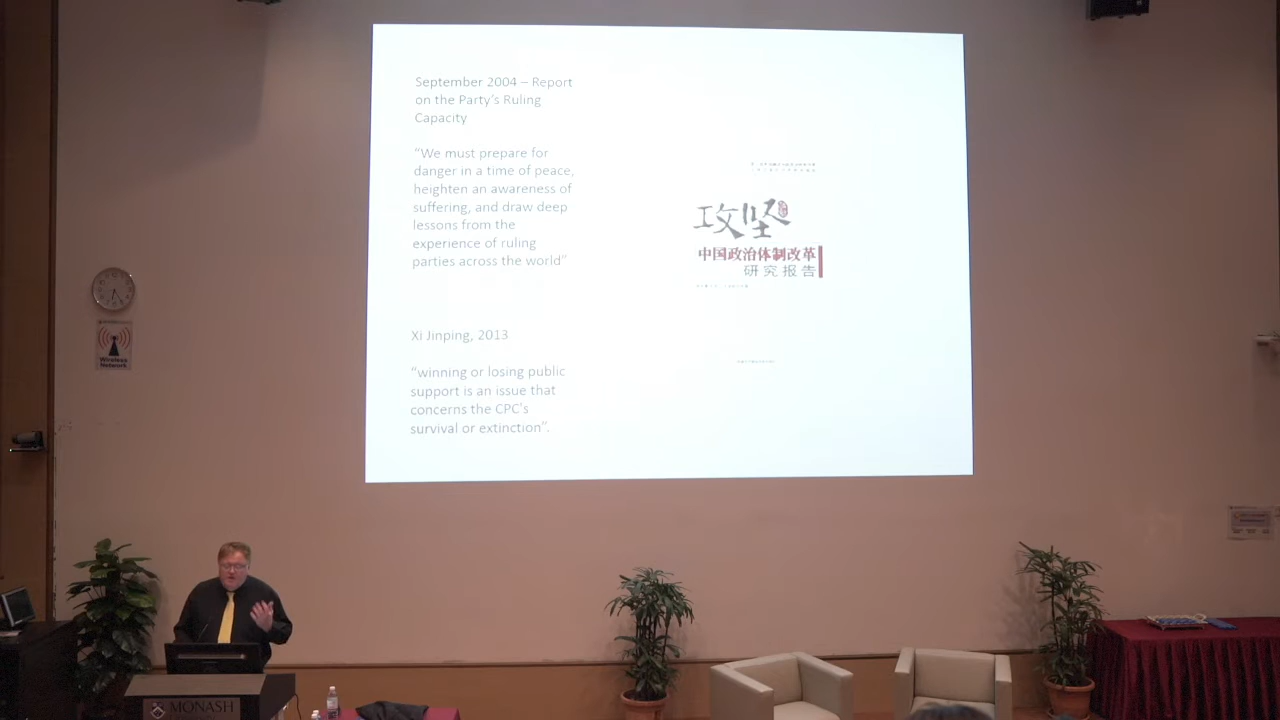 September 2004 – Report
on the Party's Ruling
Capacity
“We must prepare for
danger in a time of peace,
heighten an awareness of
suffering, and draw deep
lessons from the
experience of ruling
parties across the world”
Xi Jinping, 2013
“winning or losing public
support is an issue that
concerns the CPC's
survival or extinction”.
攻坚
中国政治体制改革
研究报告
Wireless
Network
MONASH